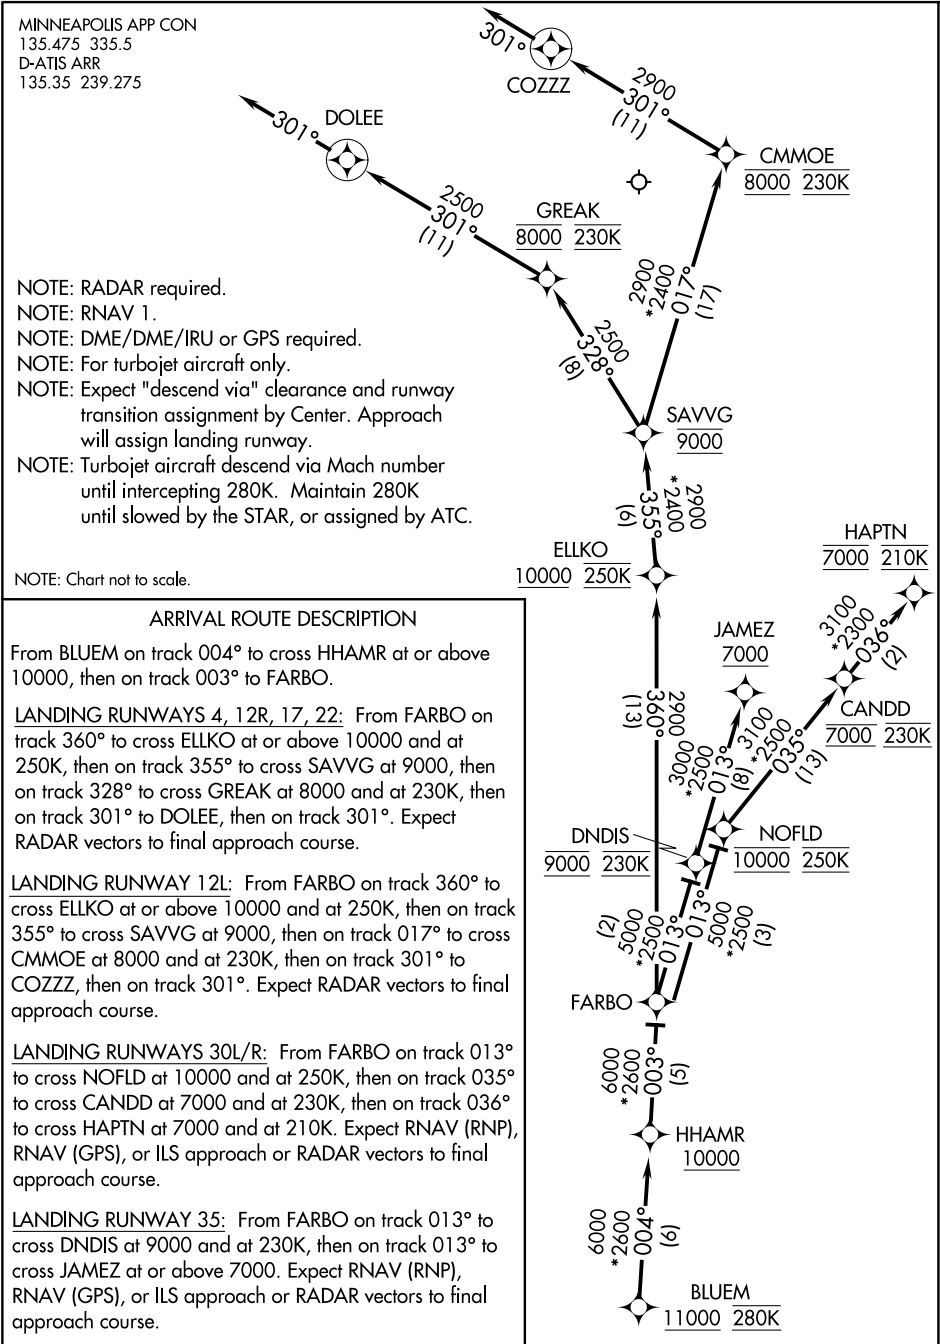 MINNEAPOLIS APP CON
135.475 335.5
D-ATIS ARR
135.35 239.275
301°
COZZZ
2900
301°
(11)
CMMOE
8000 230K
301°
DOLEE
2500
301°
(11)
GREAK
8000 230K
2900
*2400
017°
(17)
2500
328°
(8)
SAVVG
9000
2900
*2400
355°
(6)
ELLKO
10000 250K
NOTE: RADAR required.
NOTE: RNAV 1.
NOTE: DME/DME/IRU or GPS required.
NOTE: For turbojet aircraft only.
NOTE: Expect "descend via" clearance and runway
transition assignment by Center. Approach
will assign landing runway.
NOTE: Turbojet aircraft descend via Mach number
until intercepting 280K. Maintain 280K
until slowed by the STAR, or assigned by ATC.
NOTE: Chart not to scale.
HAPTN
7000 210K
3100
*2300
036°
(2)
JAMEZ
7000
CANDD
7000 230K
3100
*2500
035°
(13)
2900
360°
(13)
3000
*2500
013°
(8)
DNDIS
9000 230K
NOFLD
10000 250K
(2)
5000
*2500
013°
013°
5000
*2500
(3)
FARBO
6000
*2600
003°
(5)
HHAMR
10000
6000
*2600
004°
(6)
BLUEM
11000 280K
ARRIVAL ROUTE DESCRIPTION
From BLUEM on track 004° to cross HHAMR at or above
10000, then on track 003° to FARBO.
LANDING RUNWAYS 4, 12R, 17, 22: From FARBO on
track 360° to cross ELLKO at or above 10000 and at
250K, then on track 355° to cross SAVVG at 9000, then
on track 328° to cross GREAK at 8000 and at 230K, then
on track 301° to DOLEE, then on track 301°. Expect
RADAR vectors to final approach course.
LANDING RUNWAY 12L: From FARBO on track 360° to
cross ELLKO at or above 10000 and at 250K, then on track
355° to cross SAVVG at 9000, then on track 017° to cross
CMMOE at 8000 and at 230K, then on track 301° to
COZZZ, then on track 301°. Expect RADAR vectors to final
approach course.
LANDING RUNWAYS 30L/R: From FARBO on track 013°
to cross NOFLD at 10000 and at 250K, then on track 035°
to cross CANDD at 7000 and at 230K, then on track 036°
to cross HAPTN at 7000 and at 210K. Expect RNAV (RNP),
RNAV (GPS), or ILS approach or RADAR vectors to final
approach course.
LANDING RUNWAY 35: From FARBO on track 013° to
cross DNDIS at 9000 and at 230K, then on track 013° to
cross JAMEZ at or above 7000. Expect RNAV (RNP),
RNAV (GPS), or ILS approach or RADAR vectors to final
approach course.